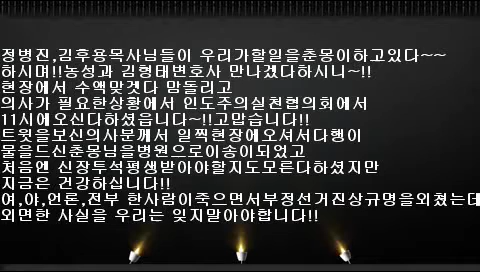 정병진,김후용목사님들이 우리가할일을춘몽이하고있다~~
하시며!!농성과 김형태변호사 만나겠다하시니~!!
현장에서 수액맞겟다 맘돌리고
의사가 필요한상황에서 인도주의실천협의회에서
11시에오신다하셨읍니다~!!고맙습니다!!
트윗을보신의사분께서 일찍현장에오셔서다행이
물을드신춘몽님을병원으로이송이되었고
처음엔 신장투석평생받아야할지도모른다하셨지만
지금은 건강하십니다!!
여,야,언론,전부 한사람이죽으면서부정선거진상규명을외쳤는데
외면한 사실을 우리는 잊지말아야합니다!!